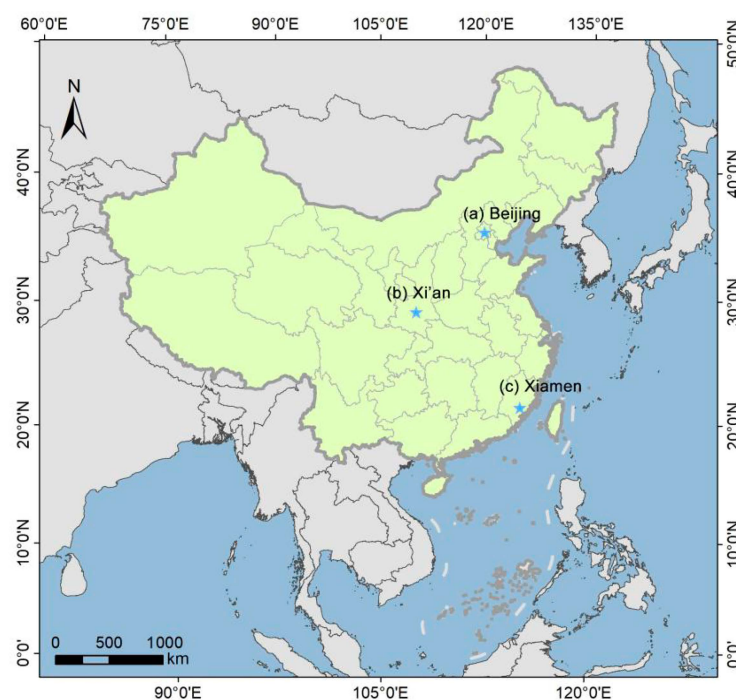 60°0'E 75°0'E 90°0'E 105°0'E 120°0'E 135°0'E
50°0'N
N
40°0'N 40°0'N
(a) Beijing
(b) Xi'an
30°0'N 30°0'N
(c) Xiamen
20°0'N 20°0'N
10°0'N 10°0'N
0 500 1000
km
0°0' 0°0'
90°0'E 105°0'E 120°0'E